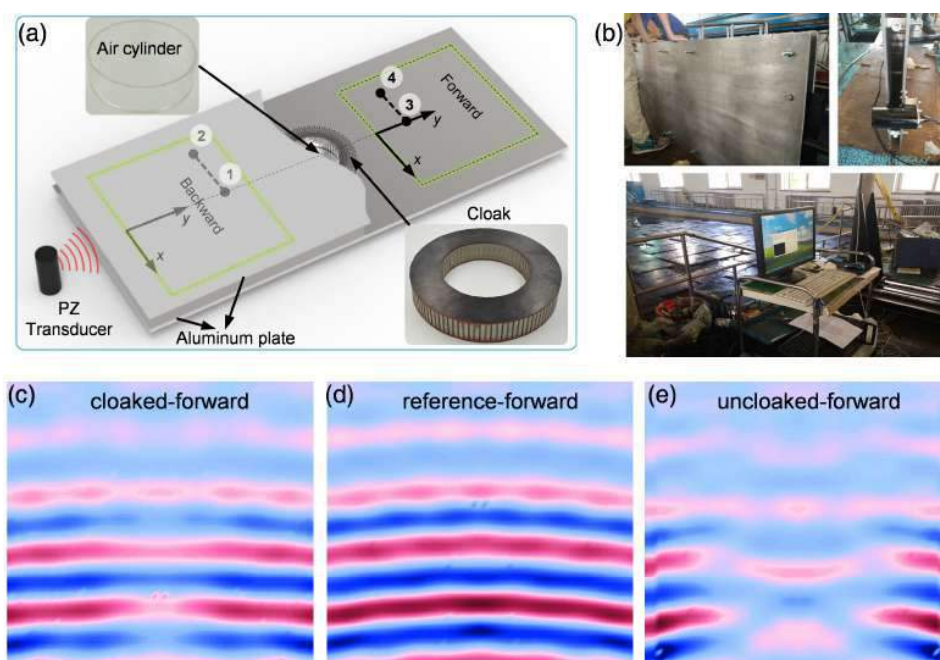 (a)
Air cylinder
4
Forward
3
y
x
2
1
Backward
y
x
Cloak
PZ
Transducer
Aluminum plate
(b)
(c)
cloaked-forward
(d)
reference-forward
(e)
uncloaked-forward